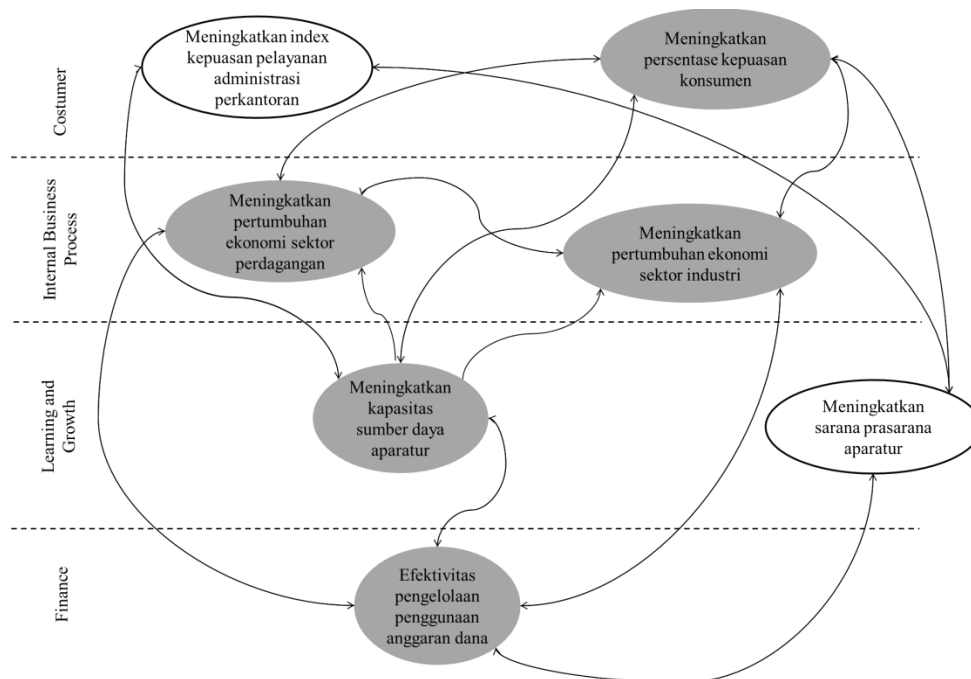 Costumer
Meningkatkan index
kepuasan pelayanan
administrasi
perkantoran
Meningkatkan
persentase kepuasan
konsumen
Internal Business
Process
Meningkatkan
pertumbuhan
ekonomi sektor
perdagangan
Meningkatkan
pertumbuhan ekonomi
sektor industri
Learning and
Growth
Meningkatkan
kapasitas
sumber daya
aparatur
Meningkatkan
sarana prasarana
aparatur
Finance
Efektivitas
pengelolaan
penggunaan
anggaran dana